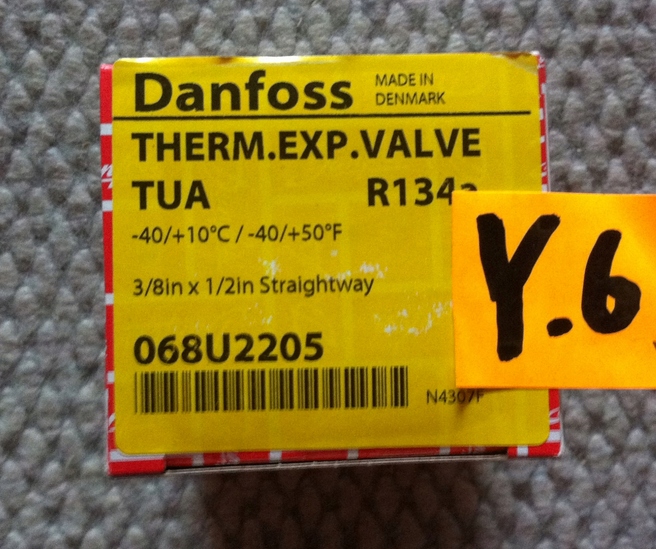 Danfoss
MADE IN
DENMARK
THERM.EXP.VALVE
TUA R134a
-40/+10°C / -40/+50°F
3/8in x 1/2in Straightway
068U2205
N4307F
Y.6